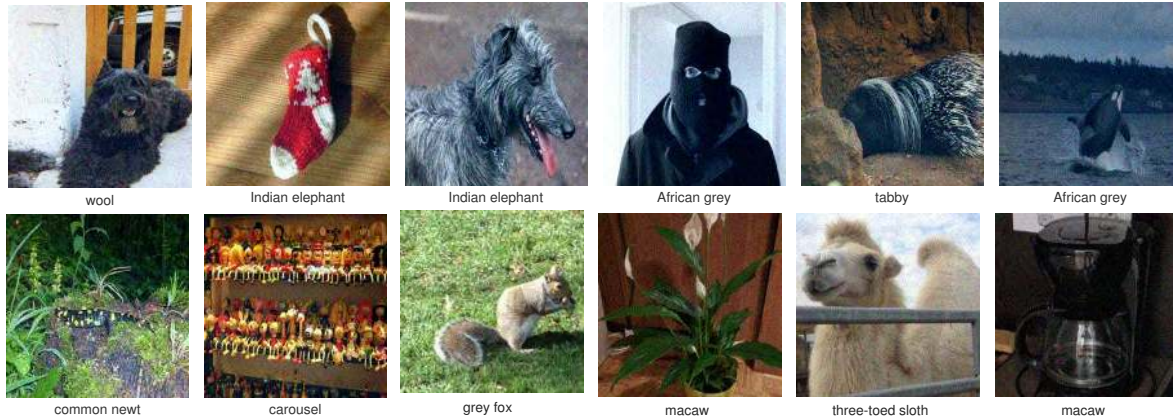 wool
Indian elephant
Indian elephant
African grey
tabby
African grey
common newt
carousel
grey fox
macaw
three-toed sloth
macaw